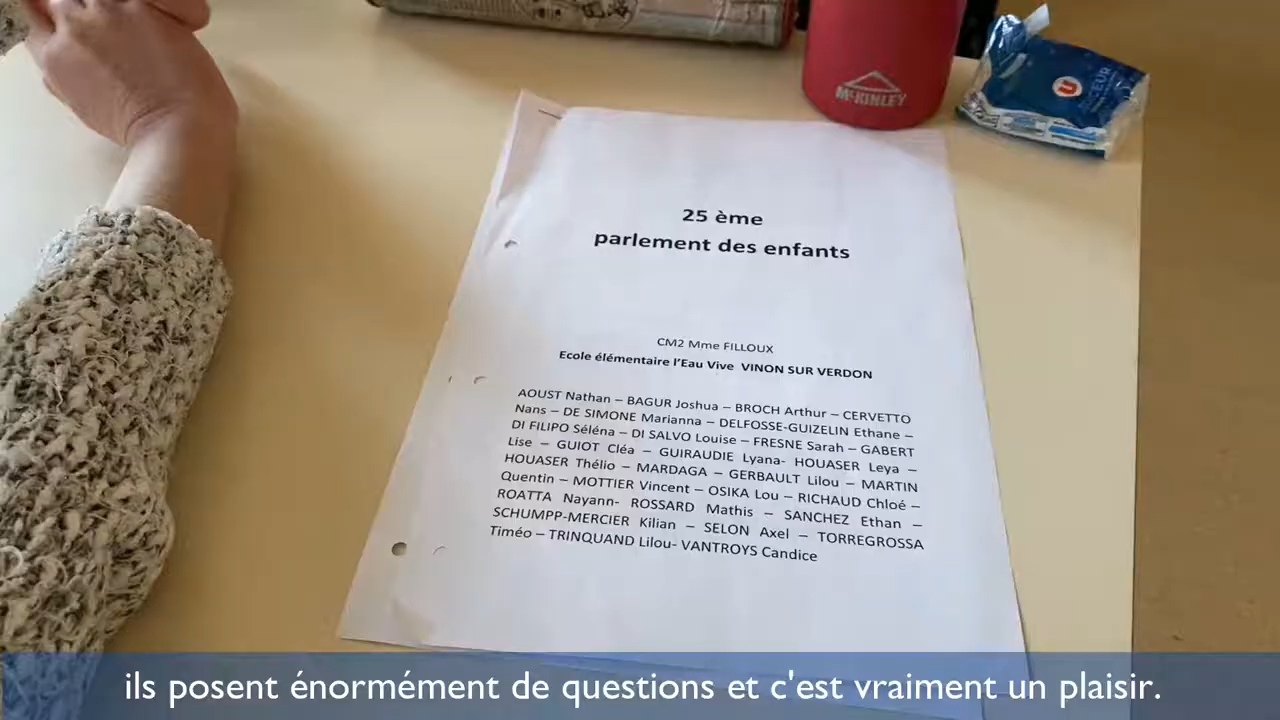 McKINLEY
U
25 ème
parlement des enfants
CM2 Mme FILLOUX
Ecole élémentaire l'Eau Vive VINON SUR VERDON
AOUST Nathan – BAGUR Joshua – BROCH Arthur – CERVETTO
Nans – DE SIMONE Marianna – DELFOSSE-GUIZELIN Ethane –
DI FILIPO Séléna – DI SALVO Louise – FRESNE Sarah – GABERT
Lise – GUIOT Cléa – GUIRAUDIE Lyana- HOUASER Leya –
HOUASER Thélio – MARDAGA – GERBAULT Lilou – MARTIN
Quentin – MOTTIER Vincent – OSIKA Lou – RICHAUD Chloé –
ROATTA Nayann- ROSSARD Mathis – SANCHEZ Ethan –
SCHUMPP-MERCIER Kilian – SELON Axel – TORREGROSSA
Timéo – TRINQUAND Lilou- VANTROYS Candice
ils posent énormément de questions et c'est vraiment un plaisir.